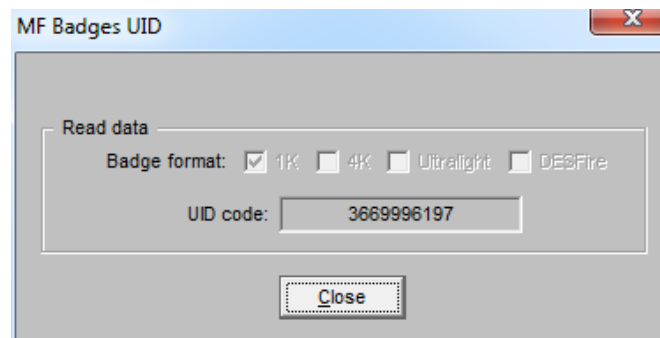 MF Badges UID
x
Read data
Badge format: 1K 4K Ultralight DESFire
UID code: 3669996197
Close